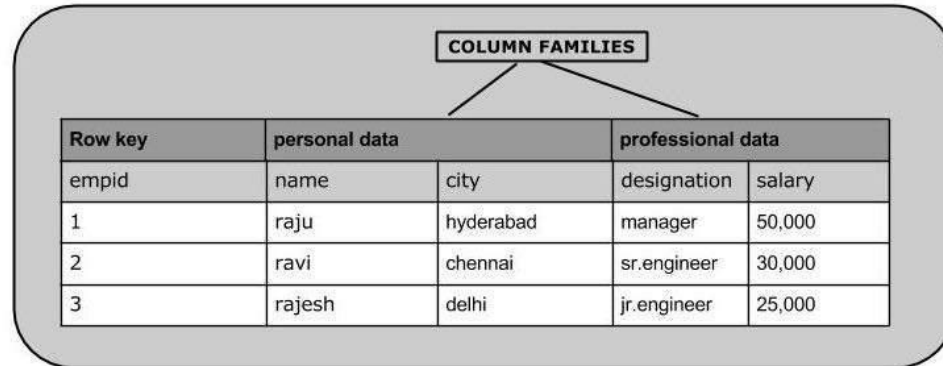 COLUMN FAMILIES
Row key personal data professional data
empid name city designation salary
1 raju hyderabad manager 50,000
2 ravi chennai sr.engineer 30,000
3 rajesh delhi jr.engineer 25,000